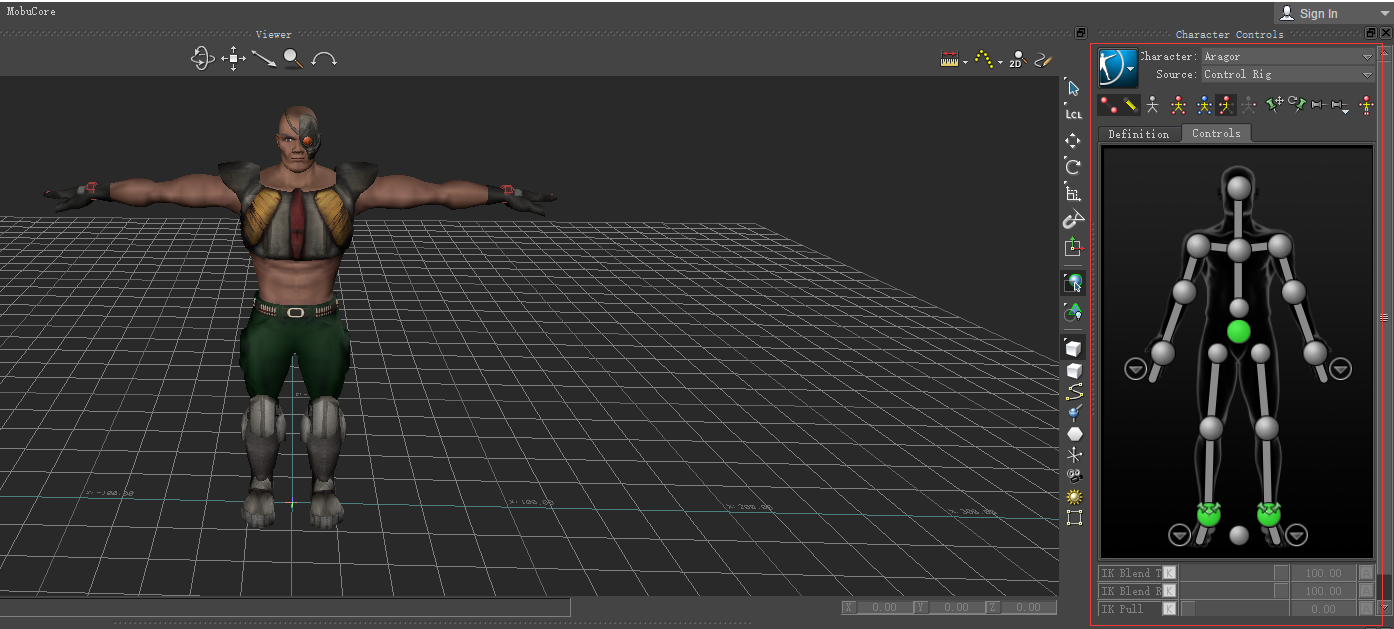 MobuCore
Sign In
Viewer
Character Controls
Character: Aragor
Source: Control Rig
2D
LCL
Definition
Controls
X:-100.00
X:100.00
X:200.00
X:300.00
IK Blend T K 100.00 A
IK Blend R K 100.00 A
IK Pull K 0.00 A
X 0.00 Y 0.00 Z 0.00